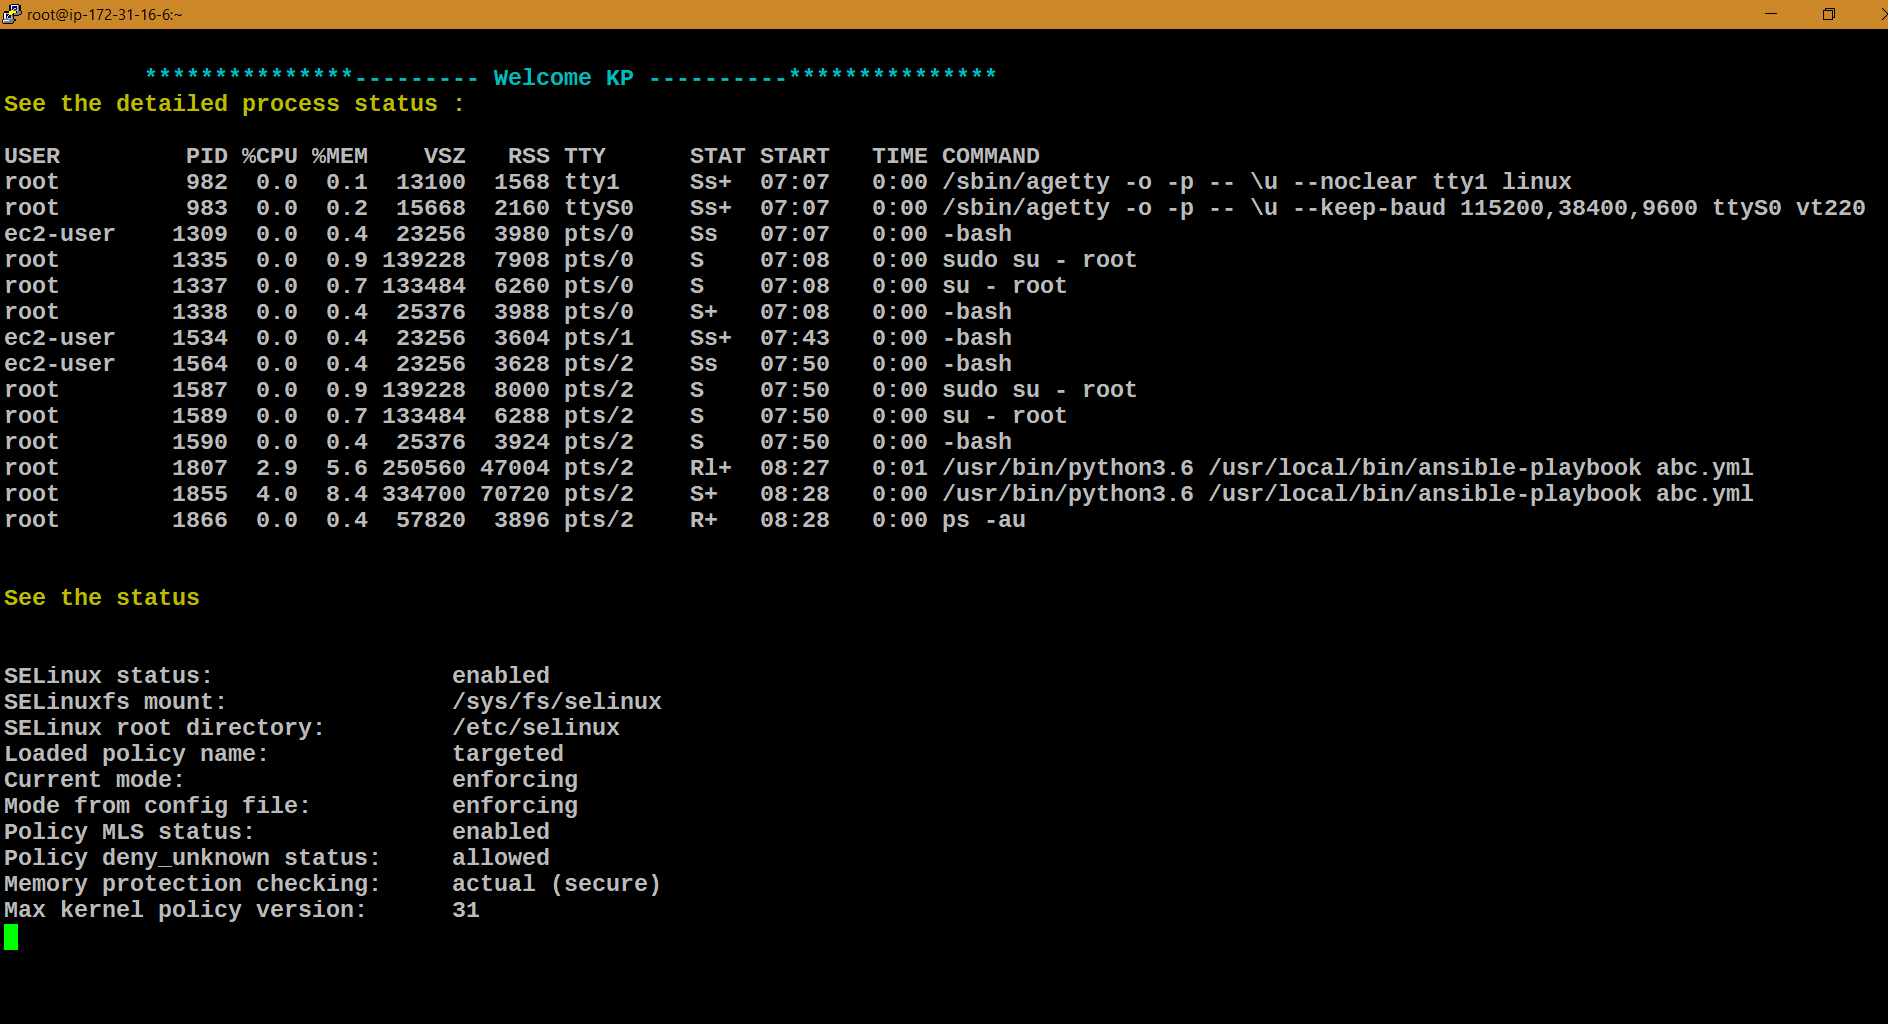 root@ip-172-31-16-6:~
***************--------- Welcome KP ----------***************
See the detailed process status :
USER         PID %CPU %MEM    VSZ   RSS TTY      STAT START   TIME COMMAND
root         982  0.0  0.1  13100  1568 tty1     Ss+  07:07   0:00 /sbin/agetty -o -p -- \u --noclear tty1 linux
root         983  0.0  0.2  15668  2160 ttyS0    Ss+  07:07   0:00 /sbin/agetty -o -p -- \u --keep-baud 115200,38400,9600 ttyS0 vt220
ec2-user    1309  0.0  0.4  23256  3980 pts/0    Ss   07:07   0:00 -bash
root        1335  0.0  0.9 139228  7908 pts/0    S    07:08   0:00 sudo su - root
root        1337  0.0  0.7 133484  6260 pts/0    S    07:08   0:00 su - root
root        1338  0.0  0.4  25376  3988 pts/0    S+   07:08   0:00 -bash
ec2-user    1534  0.0  0.4  23256  3604 pts/1    Ss+  07:43   0:00 -bash
ec2-user    1564  0.0  0.4  23256  3628 pts/2    Ss   07:50   0:00 -bash
root        1587  0.0  0.9 139228  8000 pts/2    S    07:50   0:00 sudo su - root
root        1589  0.0  0.7 133484  6288 pts/2    S    07:50   0:00 su - root
root        1590  0.0  0.4  25376  3924 pts/2    S    07:50   0:00 -bash
root        1807  2.9  5.6 250560 47004 pts/2    Rl+  08:27   0:01 /usr/bin/python3.6 /usr/local/bin/ansible-playbook abc.yml
root        1855  4.0  8.4 334700 70720 pts/2    S+   08:28   0:00 /usr/bin/python3.6 /usr/local/bin/ansible-playbook abc.yml
root        1866  0.0  0.4  57820  3896 pts/2    R+   08:28   0:00 ps -au
See the status
SELinux status:                 enabled
SELinuxfs mount:                /sys/fs/selinux
SELinux root directory:         /etc/selinux
Loaded policy name:             targeted
Current mode:                   enforcing
Mode from config file:          enforcing
Policy MLS status:              enabled
Policy deny_unknown status:     allowed
Memory protection checking:     actual (secure)
Max kernel policy version:      31